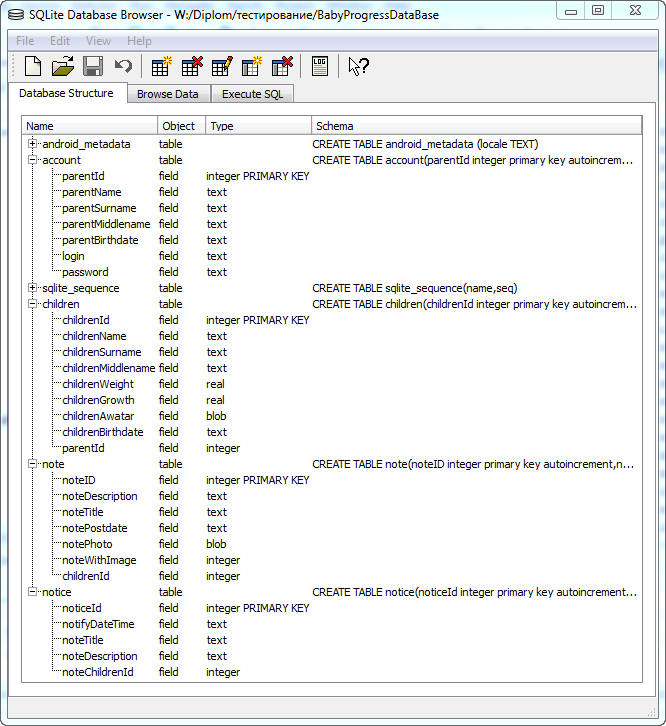 SQLite Database Browser - W:/Diplom/тестирование/BabyProgressDataBase
File Edit View Help
LOG
Database Structure Browse Data Execute SQL
Name Object Type Schema
android_metadata table CREATE TABLE android_metadata (locale TEXT)
account table CREATE TABLE account(parentId integer primary key autoincrem...
parentId field integer PRIMARY KEY
parentName field text
parentSurname field text
parentMiddlename field text
parentBirthdate field text
login field text
password field text
sqlite_sequence table CREATE TABLE sqlite_sequence(name,seq)
children table CREATE TABLE children(childrenId integer primary key autoincrem...
childrenId field integer PRIMARY KEY
childrenName field text
childrenSurname field text
childrenMiddlename field text
childrenWeight field real
childrenGrowth field real
childrenAwatar field blob
childrenBirthdate field text
parentId field integer
note table CREATE TABLE note(noteID integer primary key autoincrement,n...
noteID field integer PRIMARY KEY
noteDescription field text
noteTitle field text
notePostdate field text
notePhoto field blob
noteWithImage field integer
childrenId field integer
notice table CREATE TABLE notice(noticeId integer primary key autoincrement...
noticeId field integer PRIMARY KEY
notifyDateTime field text
noteTitle field text
noteDescription field text
noteChildrenId field integer